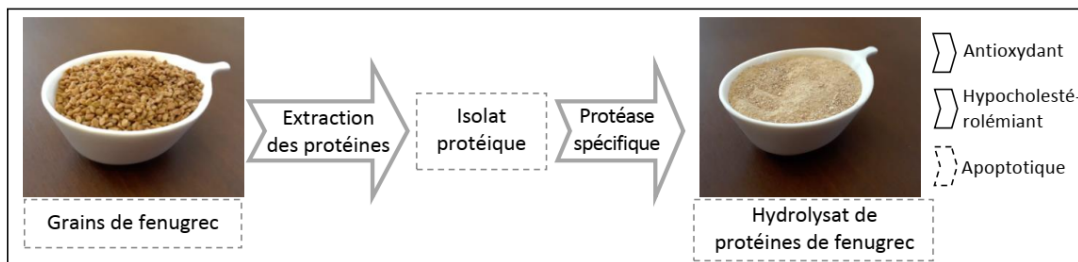 Grains de fenugrec
Extraction
des protéines
Isolat
protéique
Protéase
spécifique
Hydrolysat de
protéines de fenugrec
Antioxydant
Hypocholesté-
rolémiant
Apoptotique